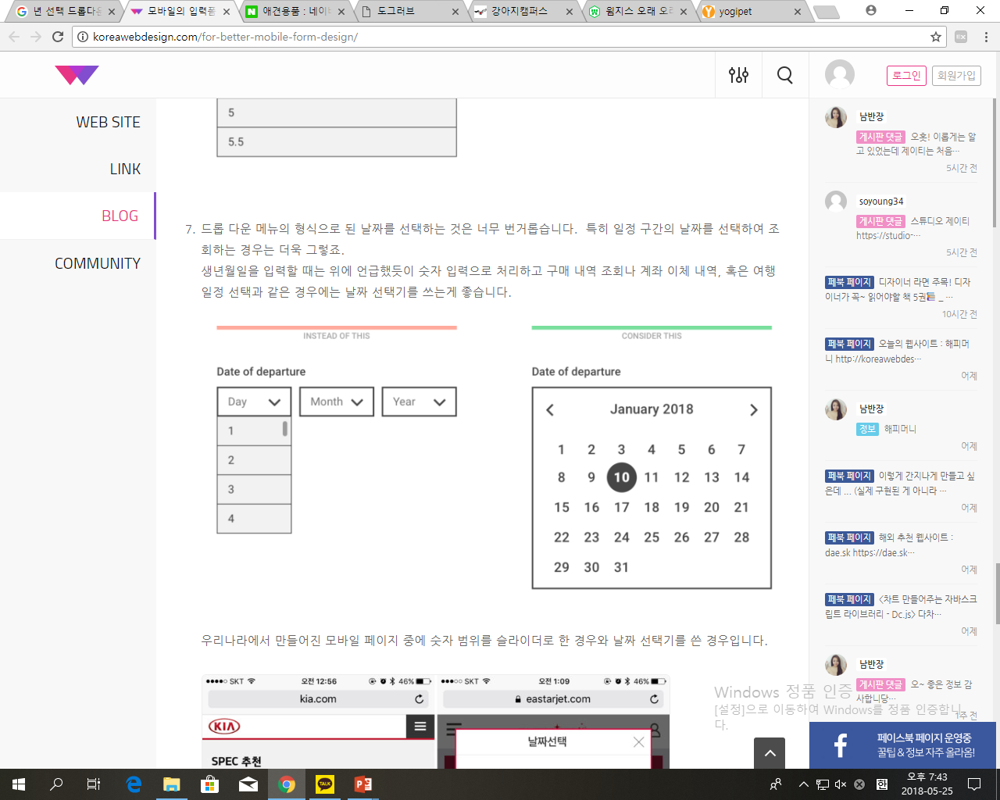 년 선택 드롭다운
모바일의 입력폼
애견용품 : 네이버
도그러브
강아지캠퍼스
윔지스 오래 오래
yogipet
koreawebdesign.com/for-better-mobile-form-design/
로그인
회원가입
WEB SITE
LINK
BLOG
COMMUNITY
5
5.5
7. 드롭 다운 메뉴의 형식으로 된 날짜를 선택하는 것은 너무 번거롭습니다. 특히 일정 구간의 날짜를 선택하여 조
회하는 경우는 더욱 그렇죠.
생년월일을 입력할 때는 위에 언급했듯이 숫자 입력으로 처리하고 구매 내역 조회나 계좌 이체 내역, 혹은 여행
일정 선택과 같은 경우에는 날짜 선택기를 쓰는게 좋습니다.
INSTEAD OF THIS
Date of departure
Day Month Year
1
2
3
4
CONSIDER THIS
Date of departure
January 2018
1 2 3 4 5 6 7
8 9 10 11 12 13 14
15 16 17 18 19 20 21
22 23 24 25 26 27 28
29 30 31
우리나라에서 만들어진 모바일 페이지 중에 숫자 범위를 슬라이더로 한 경우와 날짜 선택기를 쓴 경우입니다.
SKT 오전 12:56 46%
kia.com
KIA
SPEC 추천
SKT 오전 1:09 46%
eastarjet.com
날짜선택
남반장
게시판 댓글 오홋! 이롭게는 알
고 있었는데 제이티는 처음…
5시간 전
soyoung34
게시판 댓글 스튜디오 제이티
https://studio-…
5시간 전
페북 페이지 디자이너 라면 주목! 디자
이너가 꼭~ 읽어야할 책 5권 _ …
10시간 전
페북 페이지 오늘의 웹사이트 : 해피머
니 http://koreawebdes…
어제
남반장
정보 해피머니
어제
페북 페이지 이렇게 간지나게 만들고 싶
은데 ... (실제 구현된 게 아니라 …
어제
페북 페이지 해외 추천 웹사이트 :
dae.sk https://dae.sk…
어제
페북 페이지 <차트 만들어주는 자바스크
립트 라이브러리 - Dc.js> 다차…
어제
남반장
게시판 댓글 오~ 좋은 정보 감
사합니당…
1주 전
Windows 정품 인증
[설정]으로 이동하여 Windows를 정품 인증합니
다.
페이스북 페이지 운영중
꿀팁 & 정보 자주 올라옴!
TALK
한
오후 7:43
2018-05-25